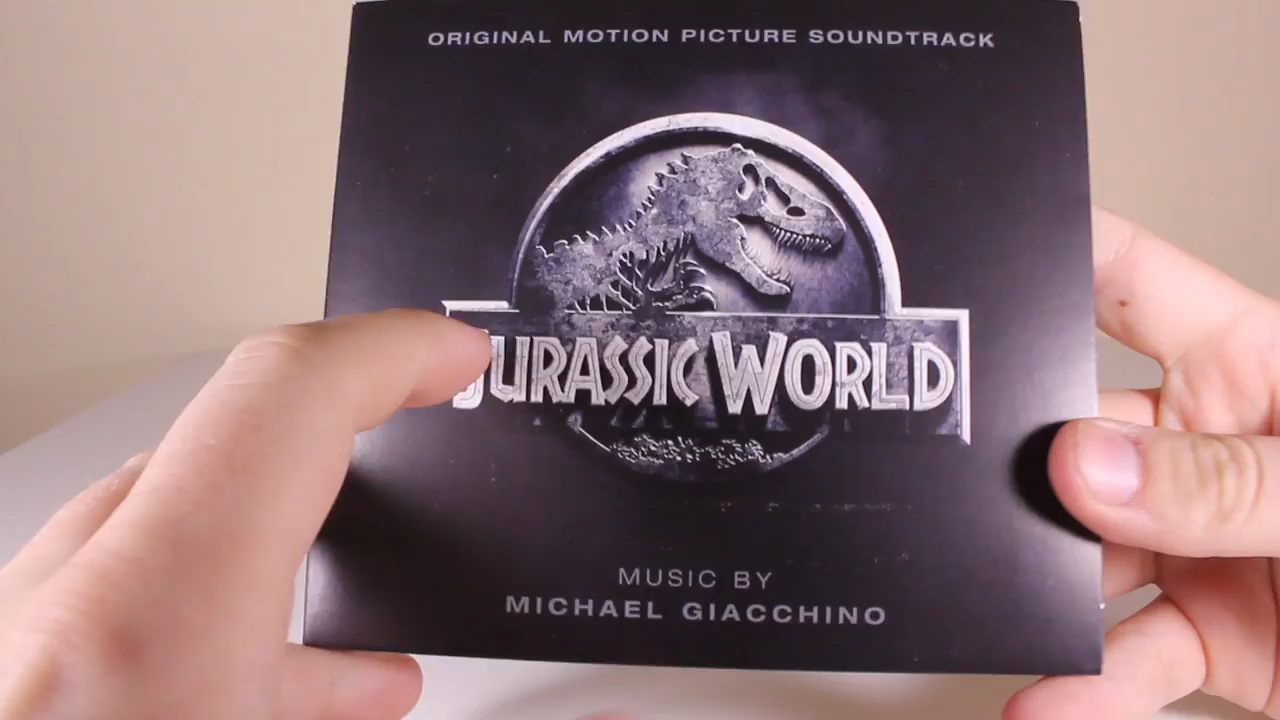 ORIGINAL MOTION PICTURE SOUNDTRACK
JURASSIC WORLD
MUSIC BY
MICHAEL GIACCHINO